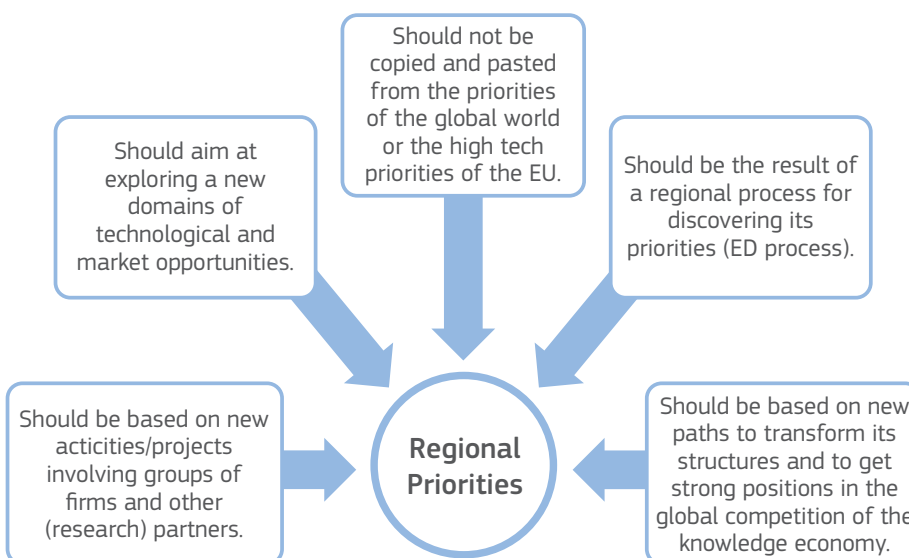 Should not be
copied and pasted
from the priorities
of the global world
or the high tech
priorities of the EU.
Should aim at
exploring a new
domains of
technological and
market opportunities.
Should be the result of
a regional process for
discovering its
priorities (ED process).
Should be based on new
acticities/projects
involving groups of
firms and other
(research) partners.
Regional
Priorities
Should be based on new
paths to transform its
structures and to get
strong positions in the
global competition of the
knowledge economy.